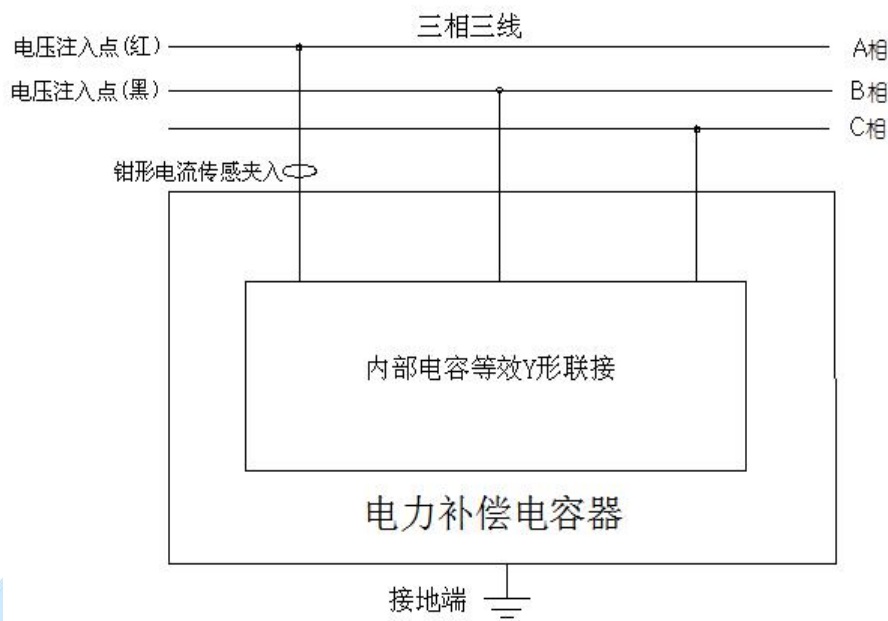 三相三线
电压注入点(红)
A相
电压注入点(黑)
B相
C相
钳形电流传感夹入
内部电容等效Y形联接
电力补偿电容器
接地端